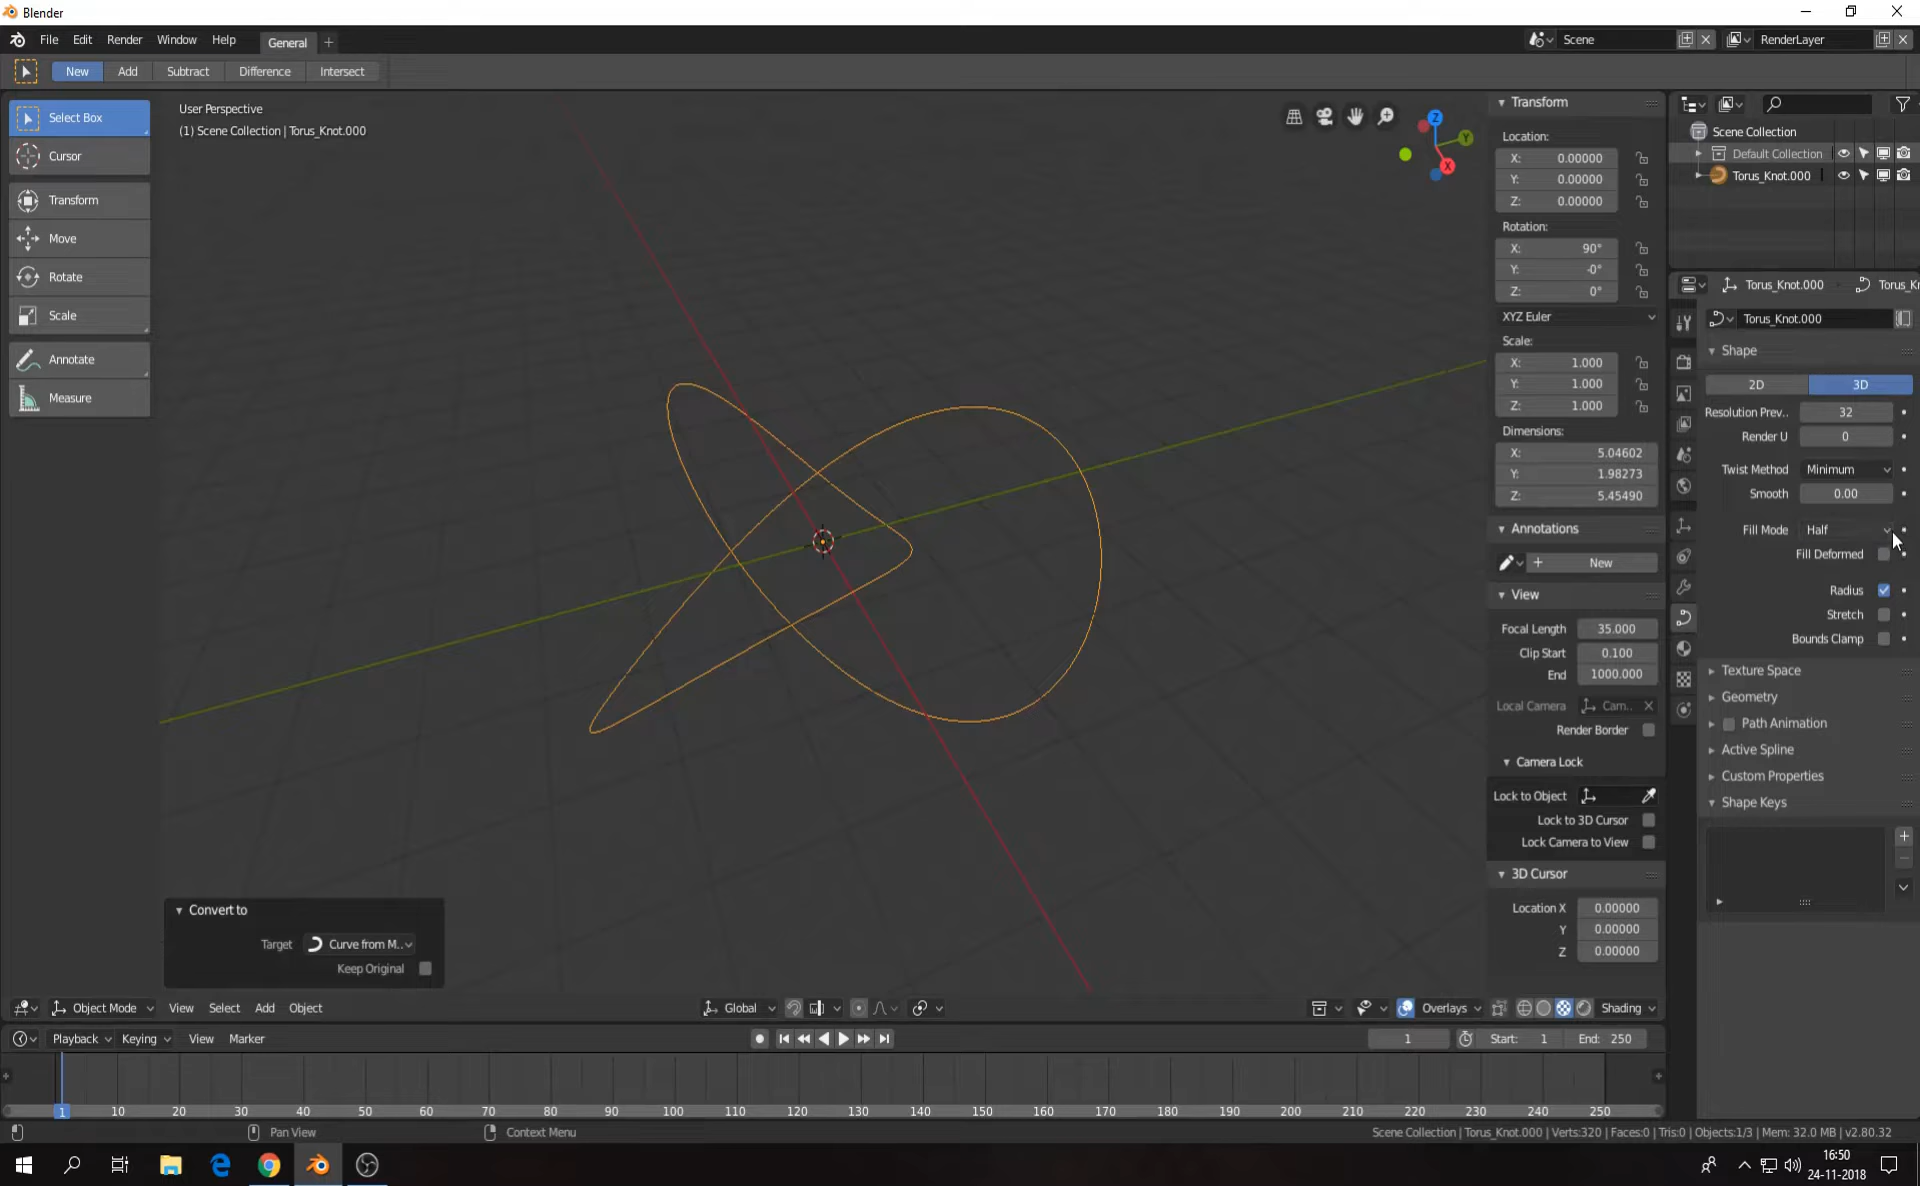 Blender
File Edit Render Window Help General
Scene RenderLayer
New Add Subtract Difference Intersect
Select Box
Cursor
Transform
Move
Rotate
Scale
Annotate
Measure
User Perspective
(1) Scene Collection | Torus_Knot.000
Z
Y
X
Convert to
Target Curve from M..
Keep Original
Transform
Location:
X: 0.00000
Y: 0.00000
Z: 0.00000
Rotation:
X: 90°
Y: -0°
Z: 0°
XYZ Euler
Scale:
X: 1.000
Y: 1.000
Z: 1.000
Dimensions:
X: 5.04602
Y: 1.98273
Z: 5.45490
Annotations
New
View
Focal Length 35.000
Clip Start 0.100
End 1000.000
Local Camera Cam..
Render Border
Camera Lock
Lock to Object
Lock to 3D Cursor
Lock Camera to View
3D Cursor
Location X 0.00000
Y 0.00000
Z 0.00000
Scene Collection
Default Collection
Torus_Knot.000
Torus_Knot.000 Torus_Kr
Torus_Knot.000
Shape
2D 3D
Resolution Prev.. 32
Render U 0
Twist Method Minimum
Smooth 0.00
Fill Mode Half
Fill Deformed
Radius
Stretch
Bounds Clamp
Texture Space
Geometry
Path Animation
Active Spline
Custom Properties
Shape Keys
Object Mode View Select Add Object Global Overlays Shading
Playback Keying View Marker 1 Start: 1 End: 250
1 10 20 30 40 50 60 70 80 90 100 110 120 130 140 150 160 170 180 190 200 210 220 230 240 250
Pan View Context Menu Scene Collection | Torus_Knot.000 | Verts:320 | Faces:0 | Tris:0 | Objects:1/3 | Mem: 32.0 MB | v2.80.32
16:50
24-11-2018